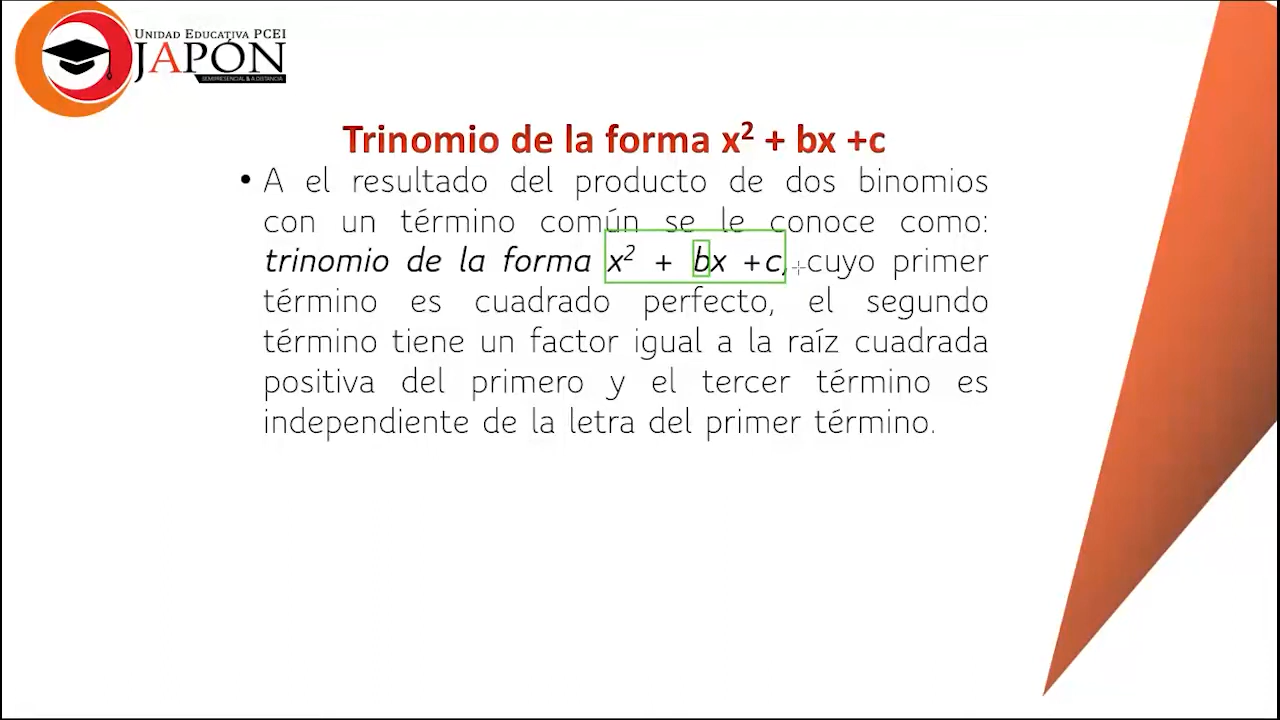 UNIDAD EDUCATIVA PCEI
JAPÓN
SEMIPRESENCIAL & A DISTANCIA
Trinomio de la forma x² + bx +c
• A el resultado del producto de dos binomios
con un término común se le conoce como:
trinomio de la forma x² + bx +c, cuyo primer
término es cuadrado perfecto, el segundo
término tiene un factor igual a la raíz cuadrada
positiva del primero y el tercer término es
independiente de la letra del primer término.